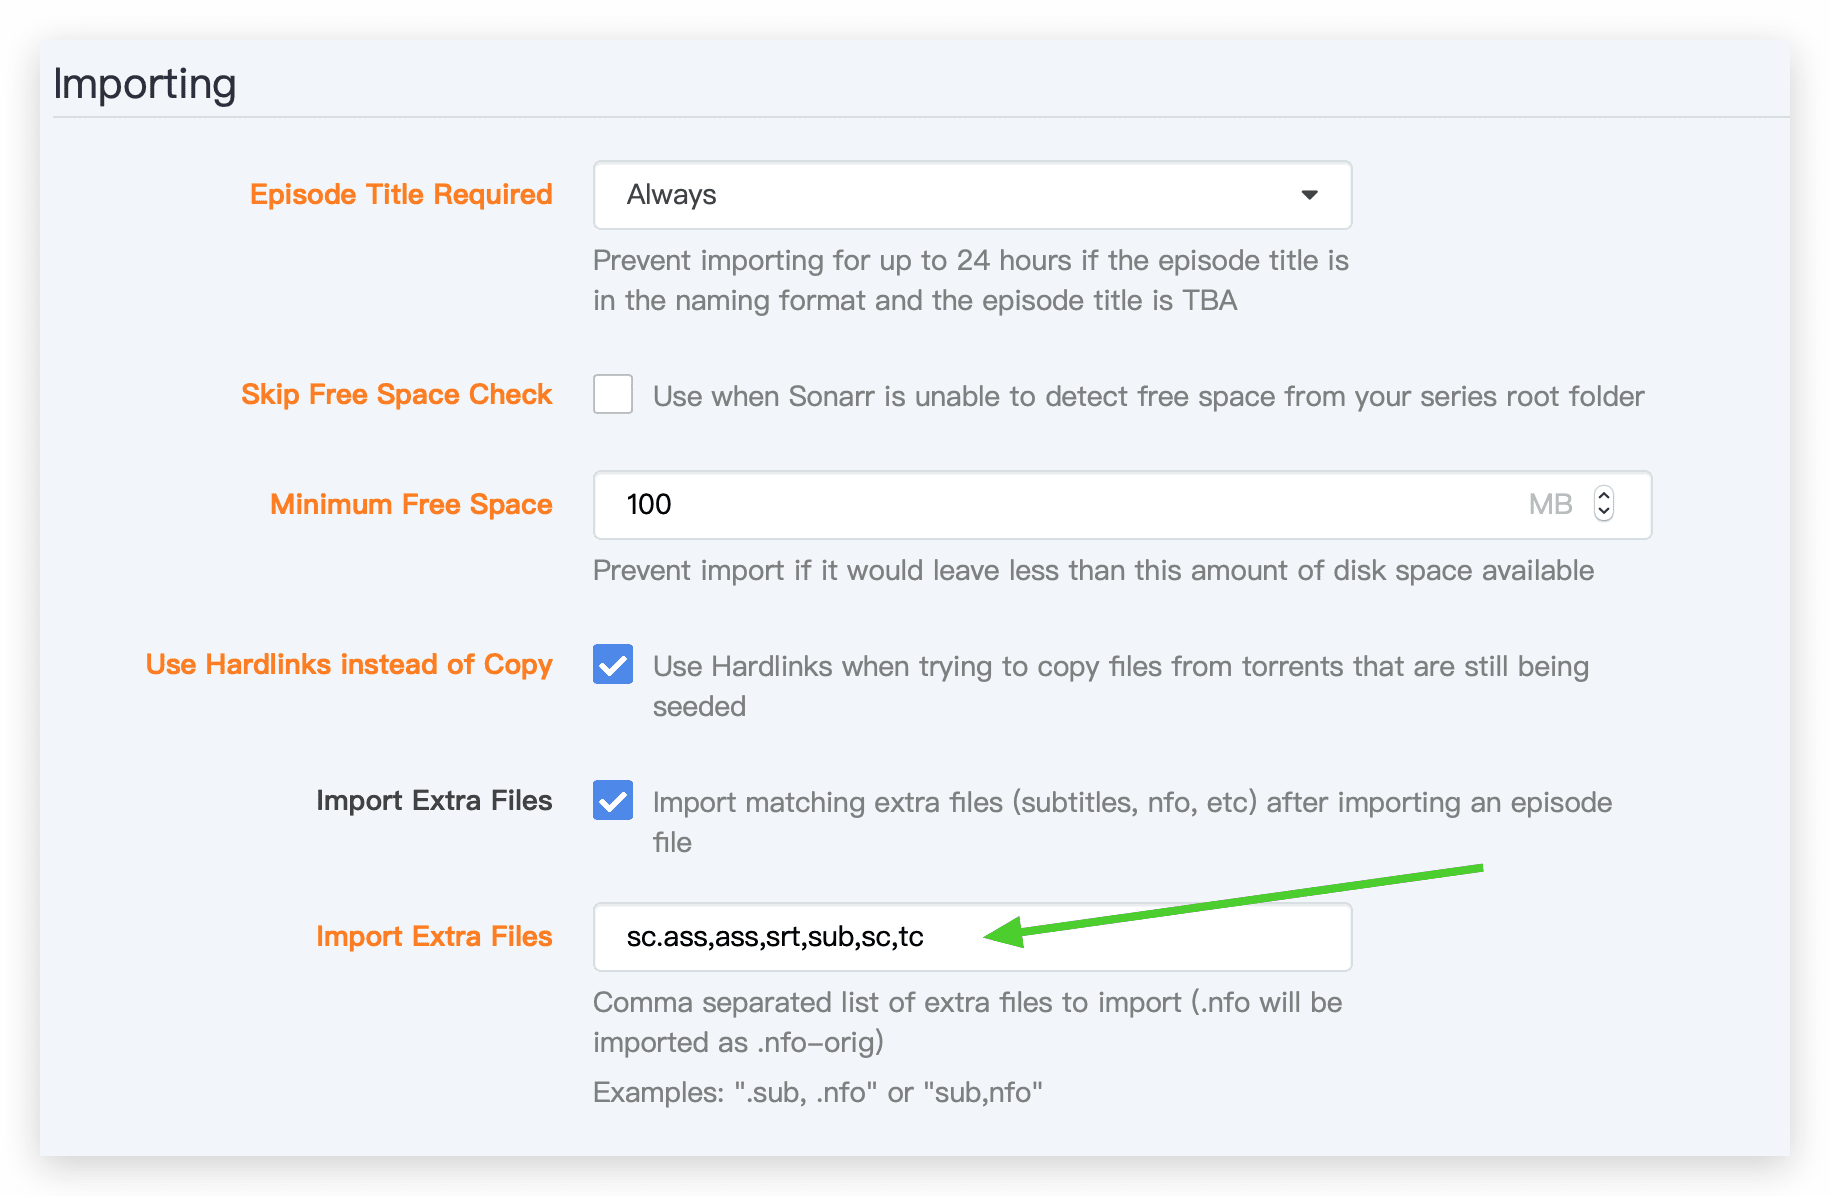 Importing
Episode Title Required
Always
Prevent importing for up to 24 hours if the episode title is
in the naming format and the episode title is TBA
Skip Free Space Check
Use when Sonarr is unable to detect free space from your series root folder
Minimum Free Space
100
MB
Prevent import if it would leave less than this amount of disk space available
Use Hardlinks instead of Copy
Use Hardlinks when trying to copy files from torrents that are still being
seeded
Import Extra Files
Import matching extra files (subtitles, nfo, etc) after importing an episode
file
Import Extra Files
sc.ass,ass,srt,sub,sc,tc
Comma separated list of extra files to import (.nfo will be
imported as .nfo-orig)
Examples: ".sub, .nfo" or "sub,nfo"